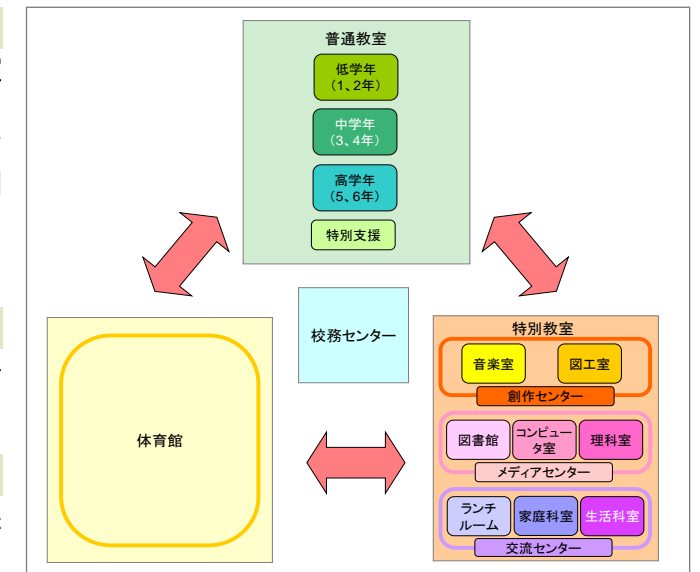 普通教室
低学年
（1、2年）
中学年
（3、4年）
高学年
（5、6年）
特別支援
校務センター
体育館
特別教室
音楽室
図工室
創作センター
図書館
コンピュー
タ室
理科室
メディアセンター
ランチ
ルーム
家庭科室
生活科室
交流センター